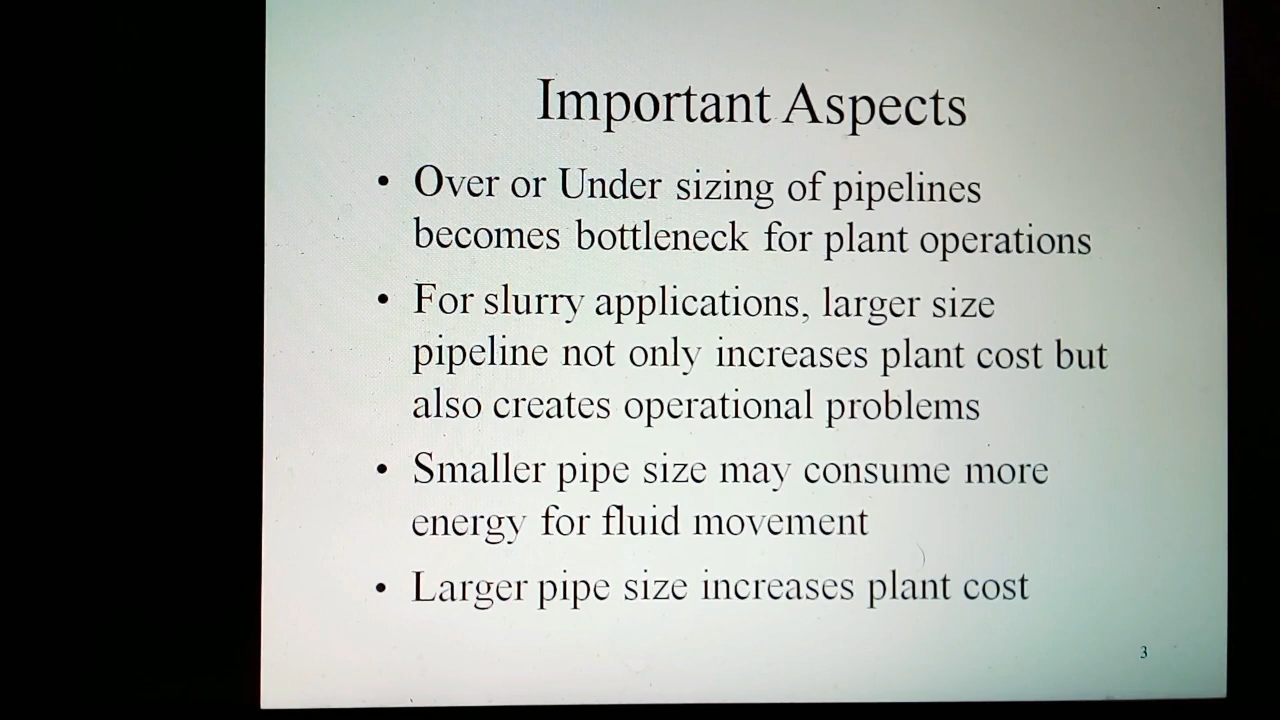 Important Aspects
• Over or Under sizing of pipelines
becomes bottleneck for plant operations
• For slurry applications, larger size
pipeline not only increases plant cost but
also creates operational problems
• Smaller pipe size may consume more
energy for fluid movement
• Larger pipe size increases plant cost
3